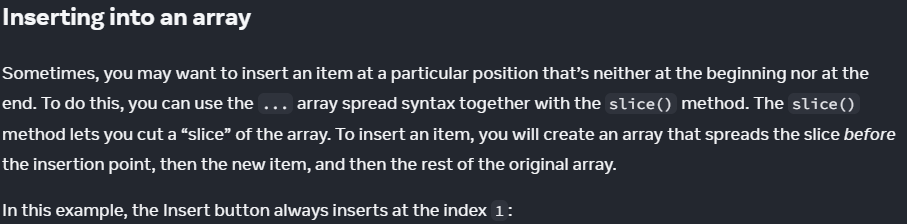 Inserting into an array
Sometimes, you may want to insert an item at a particular position that’s neither at the beginning nor at the
end. To do this, you can use the ... array spread syntax together with the slice() method. The slice()
method lets you cut a “slice” of the array. To insert an item, you will create an array that spreads the slice before
the insertion point, then the new item, and then the rest of the original array.
In this example, the Insert button always inserts at the index 1: